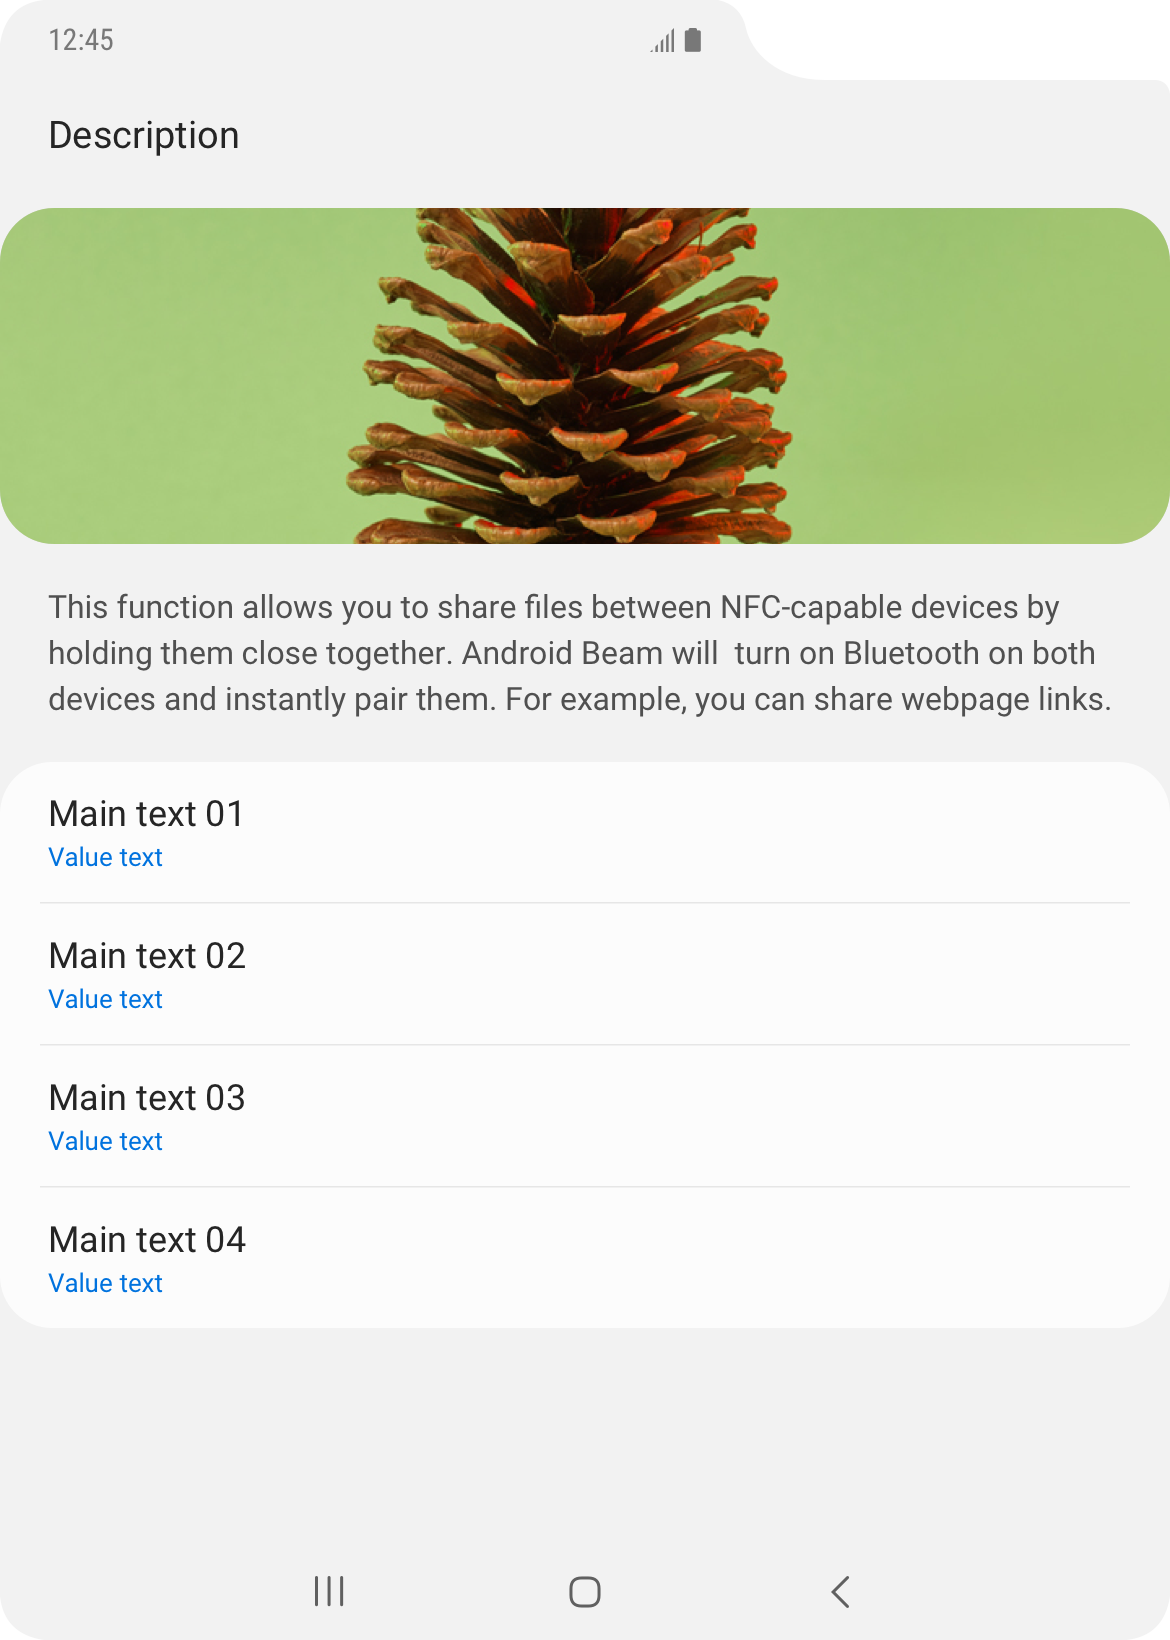 12:45
Description
This function allows you to share files between NFC-capable devices by
holding them close together. Android Beam will  turn on Bluetooth on both
devices and instantly pair them. For example, you can share webpage links.
Main text 01
Value text
Main text 02
Value text
Main text 03
Value text
Main text 04
Value text